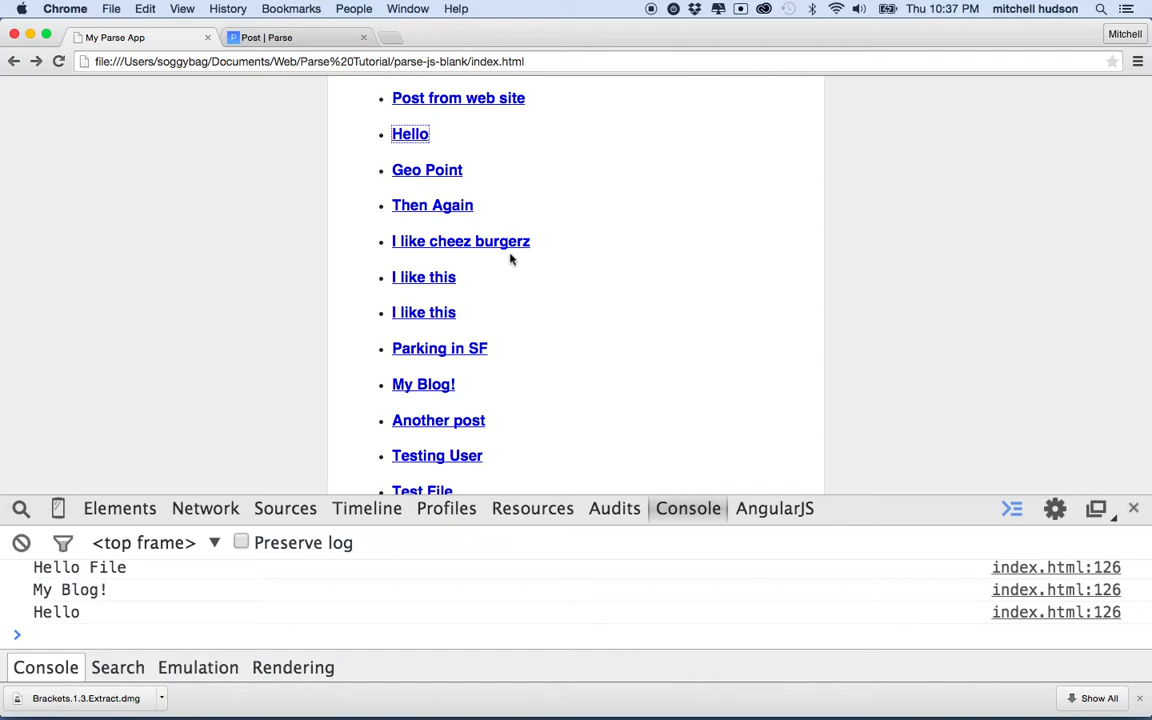 Chrome File Edit View History Bookmarks People Window Help Thu 10:37 PM mitchell hudson
My Parse App Post | Parse Mitchell
file:///Users/soggybag/Documents/Web/Parse%20Tutorial/parse-js-blank/index.html
Post from web site
Hello
Geo Point
Then Again
I like cheez burgerz
I like this
I like this
Parking in SF
My Blog!
Another post
Testing User
Test File
Elements Network Sources Timeline Profiles Resources Audits Console AngularJS
<top frame> Preserve log
Hello File index.html:126
My Blog! index.html:126
Hello index.html:126
Console Search Emulation Rendering
Brackets.1.3.Extract.dmg Show All